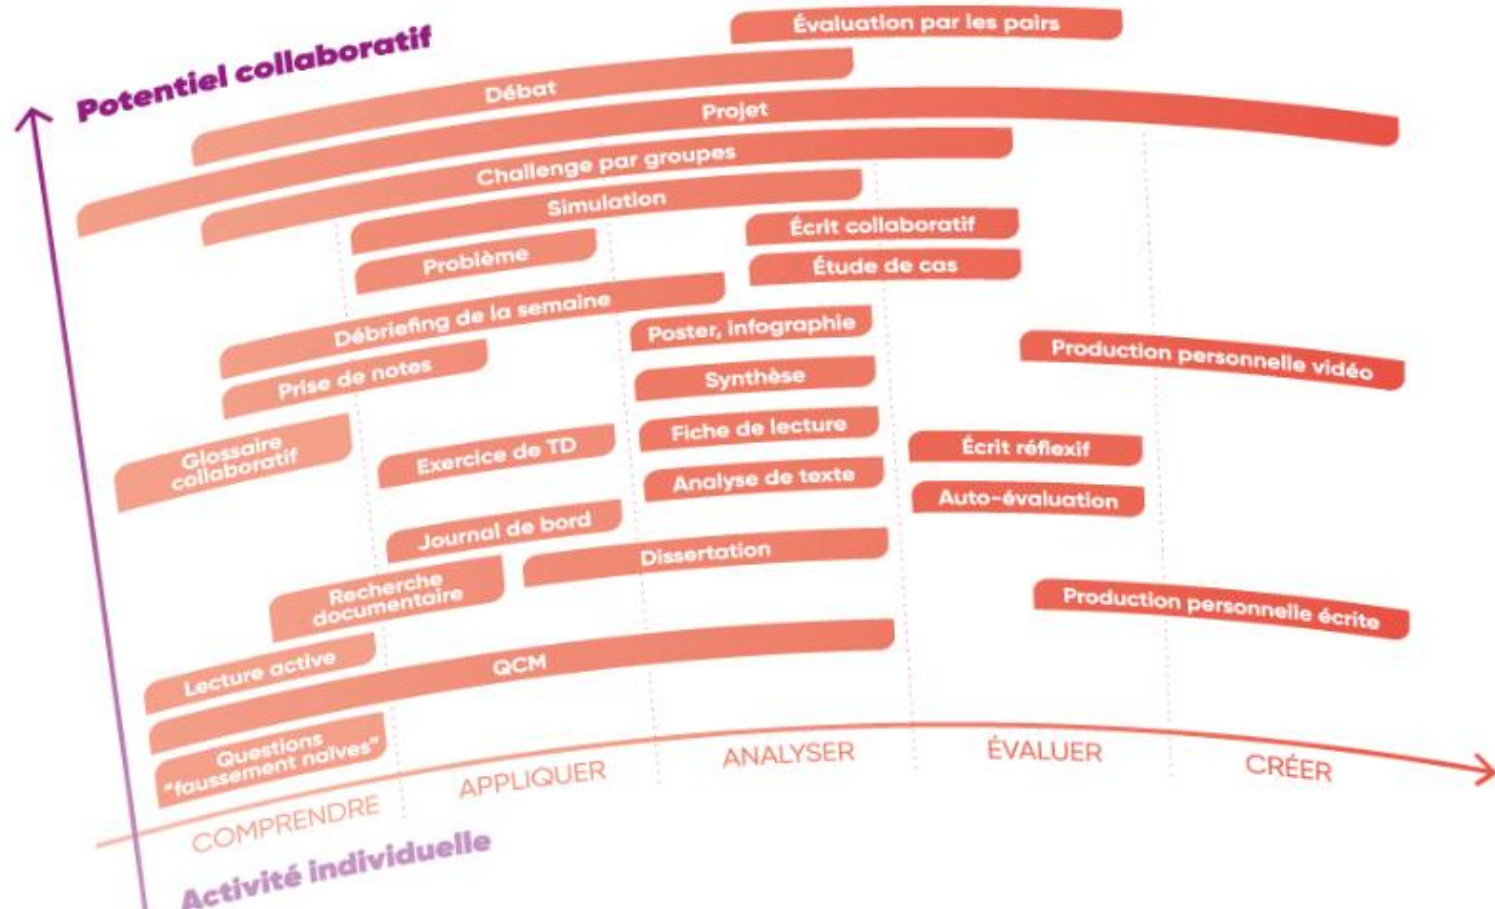 Potentiel collaboratif
Évaluation par les pairs
Débat
Projet
Challenge par groupes
Simulation
Écrit collaboratif
Problème
Étude de cas
Débriefing de la semaine
Poster, infographie
Production personnelle vidéo
Prise de notes
Synthèse
Glossaire
collaboratif
Exercice de TD
Fiche de lecture
Écrit réflexif
Analyse de texte
Auto-évaluation
Journal de bord
Dissertation
Recherche
documentaire
Production personnelle écrite
Lecture active
QCM
Questions
"faussement naïves"
COMPRENDRE
APPLIQUER
ANALYSER
ÉVALUER
CRÉER
Activité individuelle